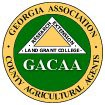 GEORGIA ASSOCIATION
RESEARCH EXTENSION
LAND GRANT COLLEGE
GACAA
COUNTY AGRICULTURAL AGENTS